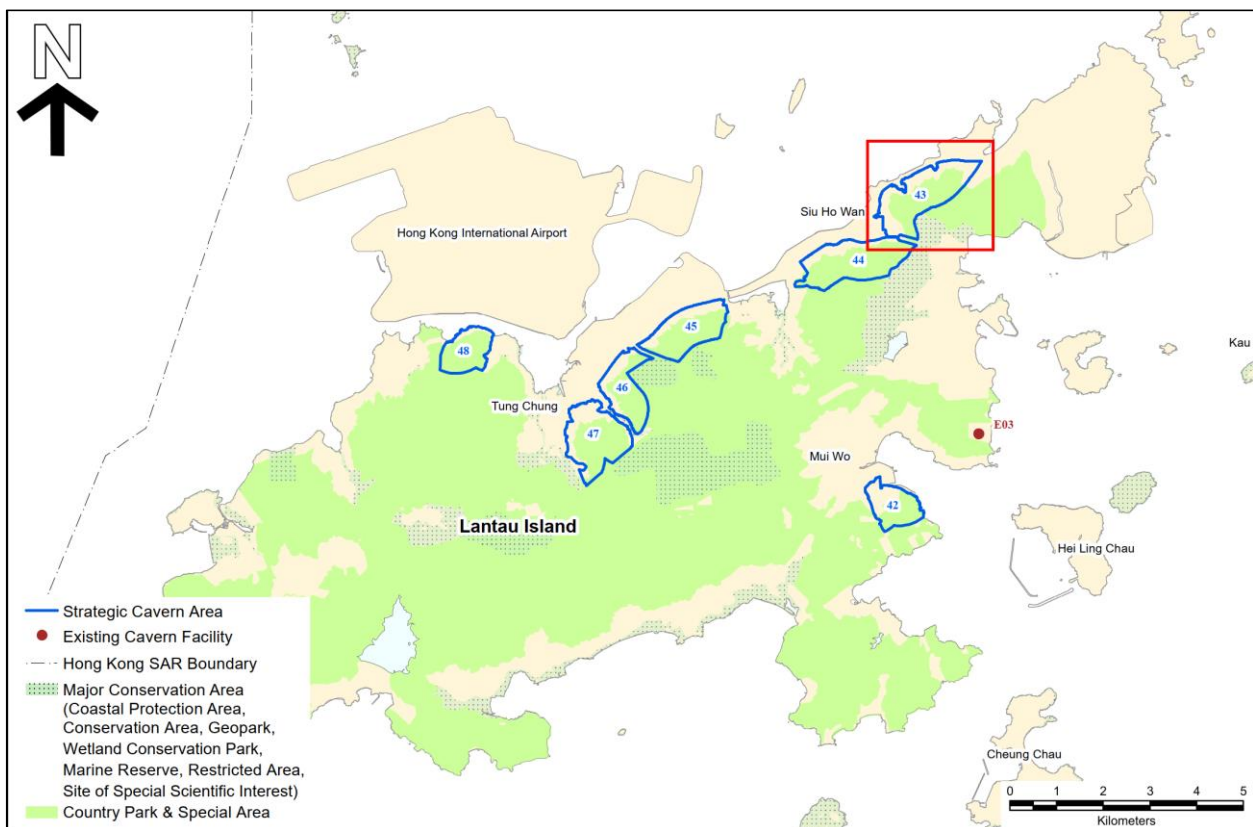 N
43
Siu Ho Wan
Hong Kong International Airport
44
45
48
Kau
46
Tung Chung
47
E03
Mui Wo
42
Lantau Island
Hei Ling Chau
Strategic Cavern Area
Existing Cavern Facility
Hong Kong SAR Boundary
Major Conservation Area
(Coastal Protection Area,
Conservation Area, Geopark,
Wetland Conservation Park,
Marine Reserve, Restricted Area,
Site of Special Scientific Interest)
Country Park & Special Area
Cheung Chau
0 1 2 3 4 5
Kilometers